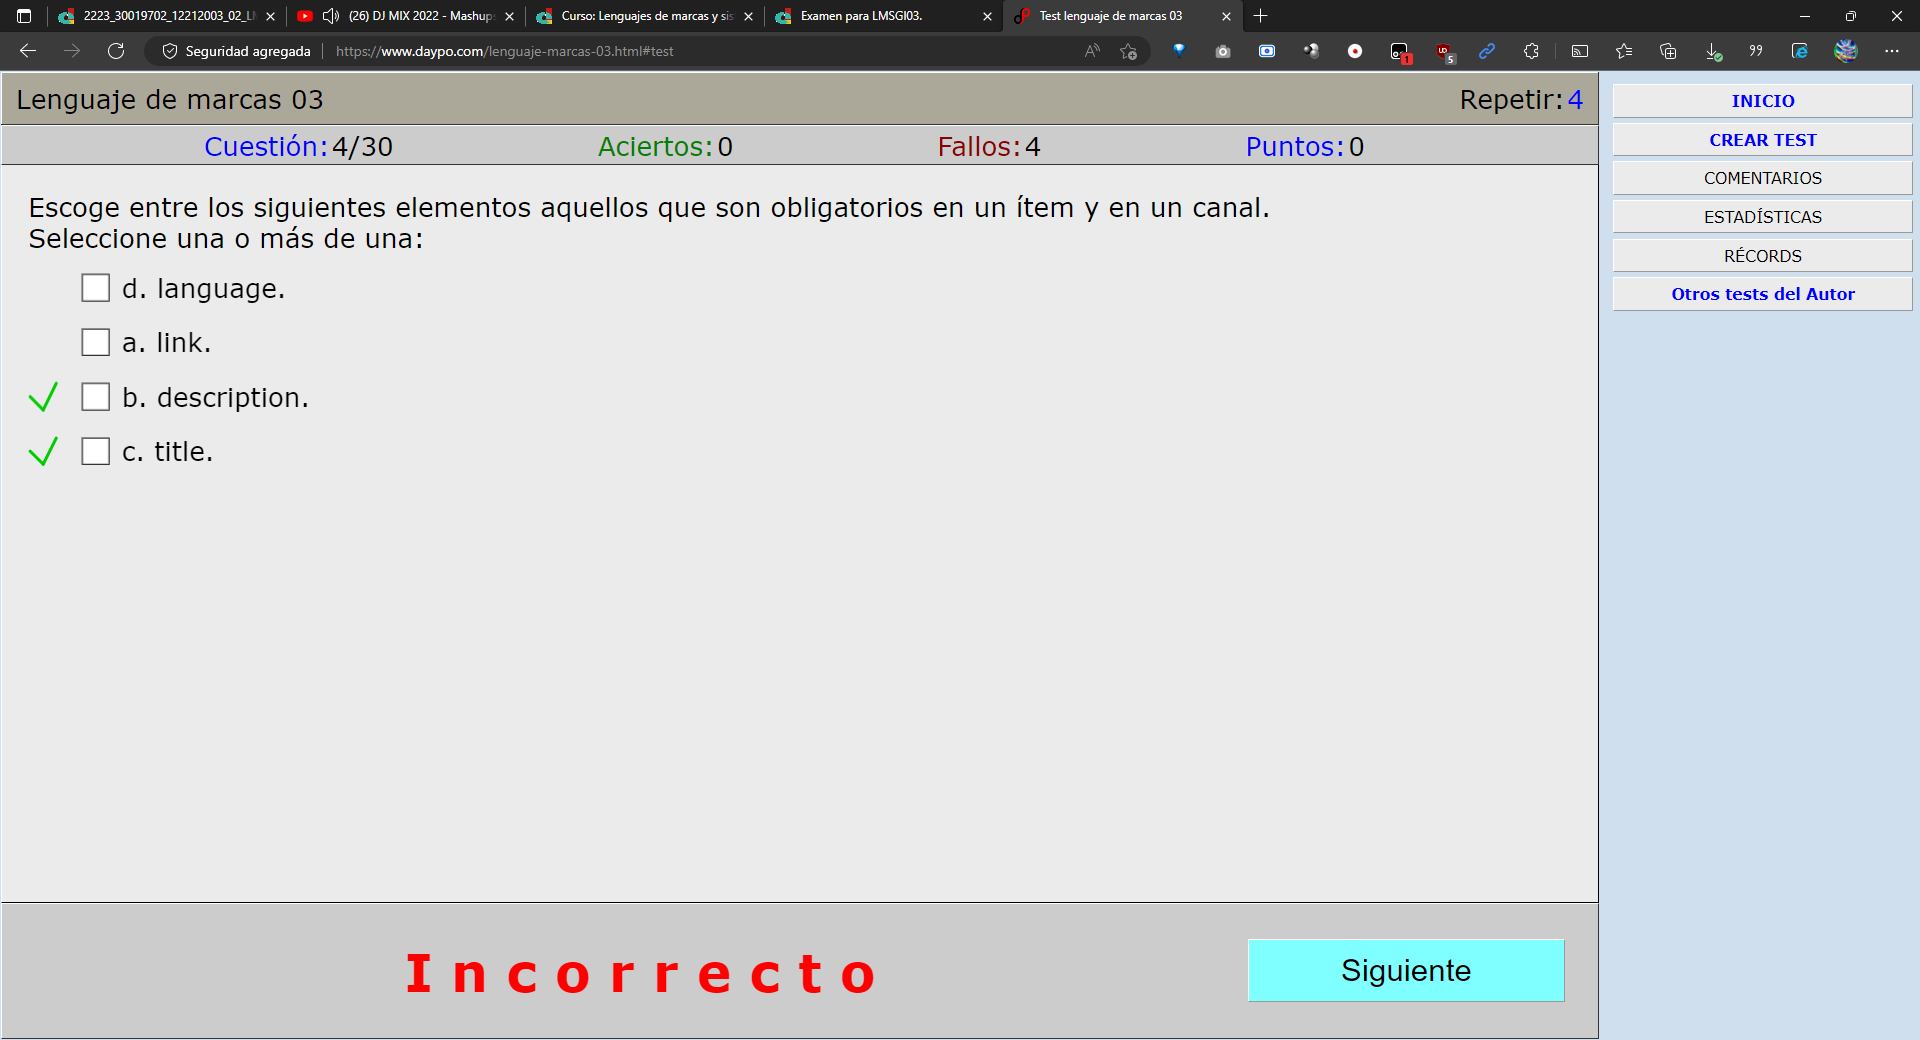 2223_30019702_12212003_02_LI
(26) DJ MIX 2022 - Mashup
Curso: Lenguajes de marcas y sis
Examen para LMSGI03.
Test lenguaje de marcas 03
Seguridad agregada
https://www.daypo.com/lenguaje-marcas-03.html#test
1
5
Lenguaje de marcas 03
Repetir: 4
Cuestión: 4/30
Aciertos: 0
Fallos: 4
Puntos: 0
Escoge entre los siguientes elementos aquellos que son obligatorios en un ítem y en un canal.
Seleccione una o más de una:
d. language.
a. link.
b. description.
c. title.
Incorrecto
Siguiente
INICIO
CREAR TEST
COMENTARIOS
ESTADÍSTICAS
RÉCORDS
Otros tests del Autor